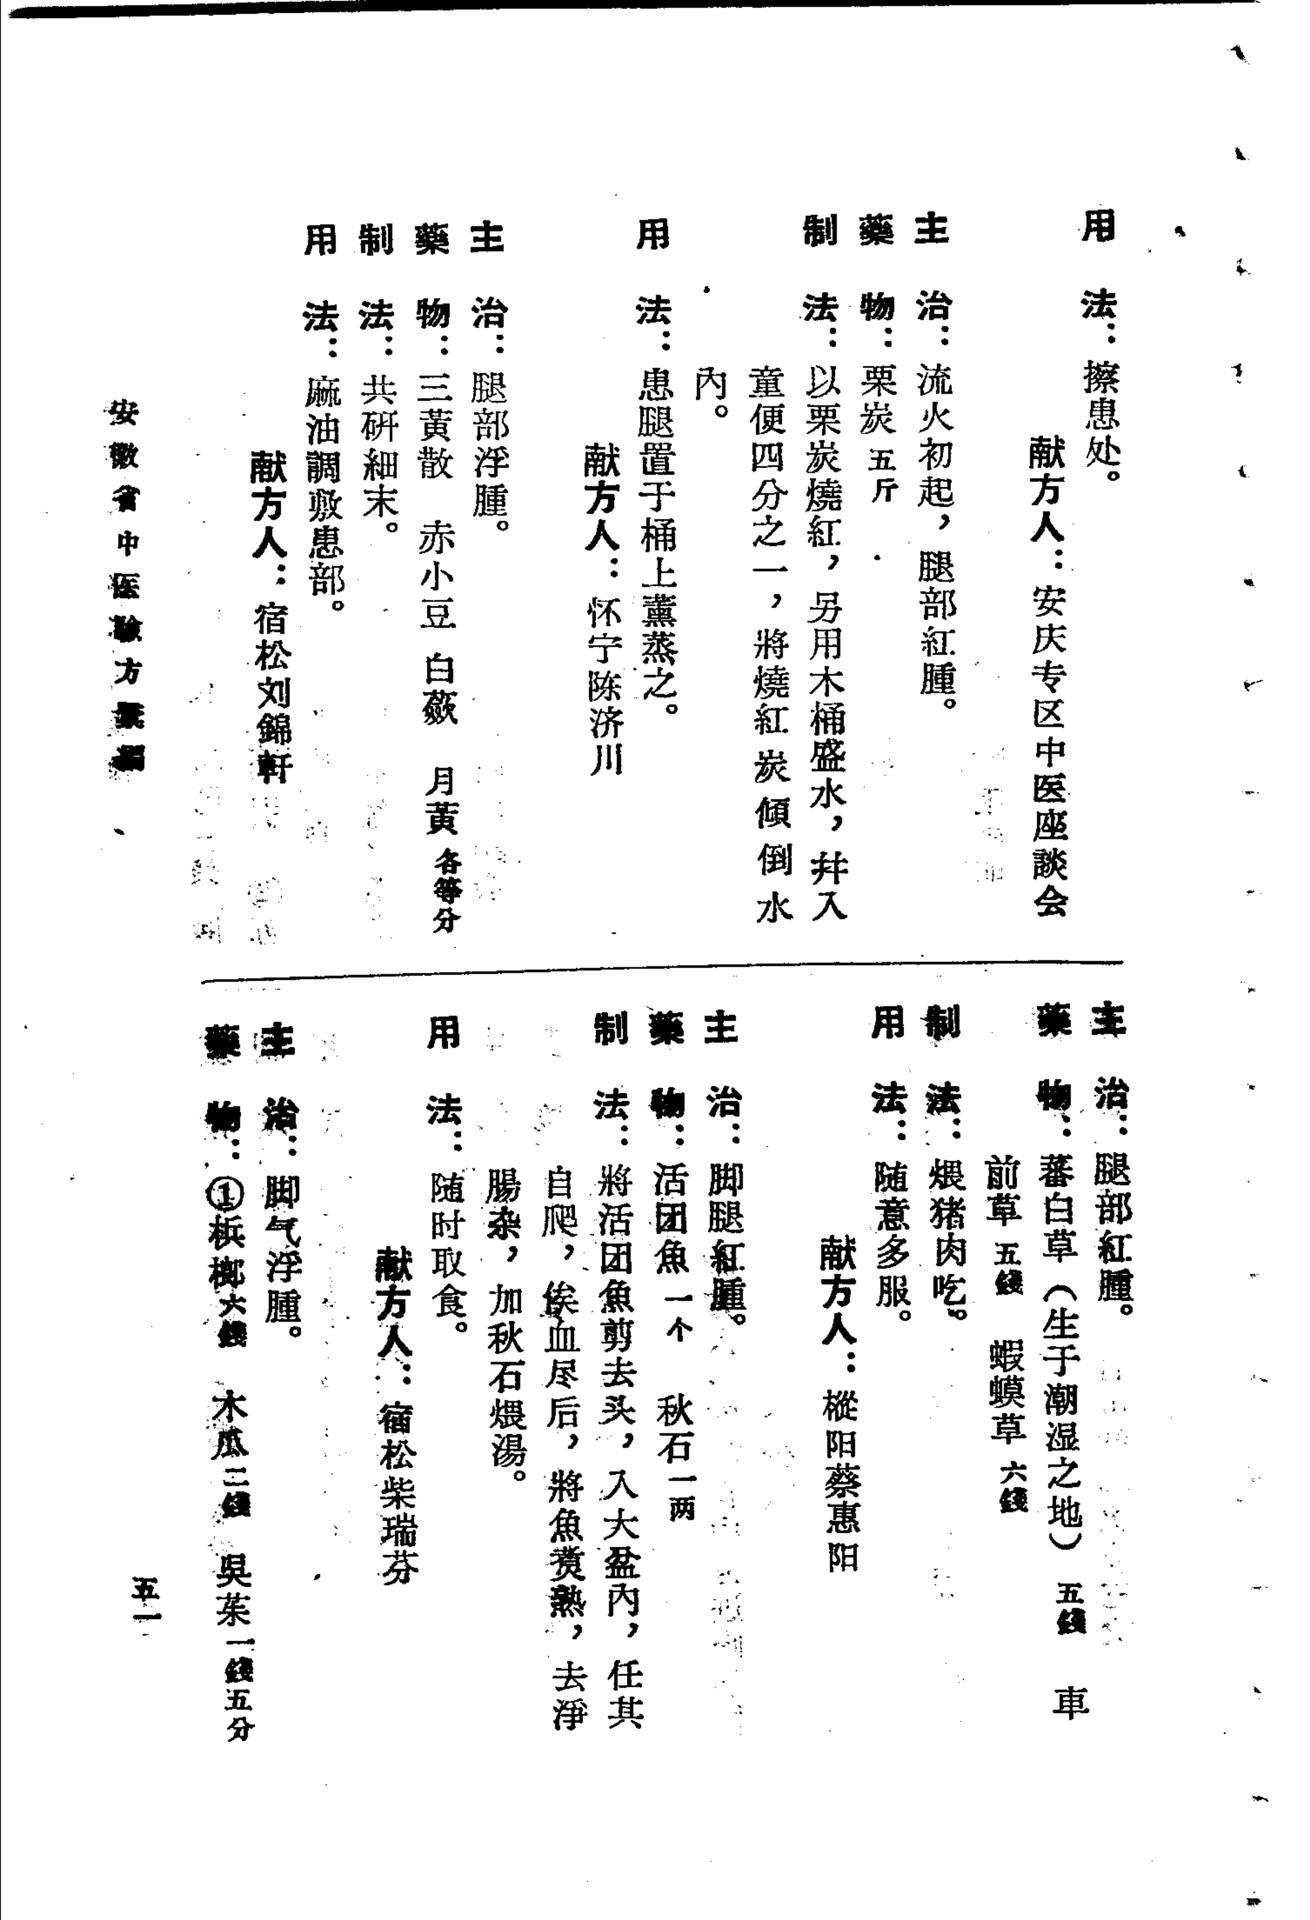 用　法：擦患处。
献方人：安庆专区中医座談会
主　治：流火初起，腿部紅腫。
藥　物：栗炭五斤
制　法：以栗炭燒紅，另用木桶盛水，幷入
童便四分之一，將燒紅炭傾倒水
內。
用　法：患腿置于桶上薰蒸之。
献方人：怀宁陈济川
主　治：腿部浮腫。
藥　物：三黃散　赤小豆　白蘞　月黃各等分
制　法：共硏細末。
用　法：麻油調敷患部。
献方人：宿松刘錦軒
主　治：腿部紅腫。
藥　物：蕃白草（生于潮湿之地）五錢　車
前草五錢　蝦蟆草六錢
制　法：煨猪肉吃。
用　法：随意多服。
献方人：樅阳蔡惠阳
主　治：脚腿紅腫。
藥　物：活团魚一个　秋石一两
制　法：將活团魚剪去头，入大盆內，任其
自爬，俟血尽后，將魚煑熟，去淨
腸杂，加秋石煨湯。
用　法：随时取食。
献方人：宿松柴瑞芬
主　治：脚气浮腫。
藥　物：①梹榔六錢　木瓜二錢　吳茱一錢五分
安徽省中医驗方彙編
五一